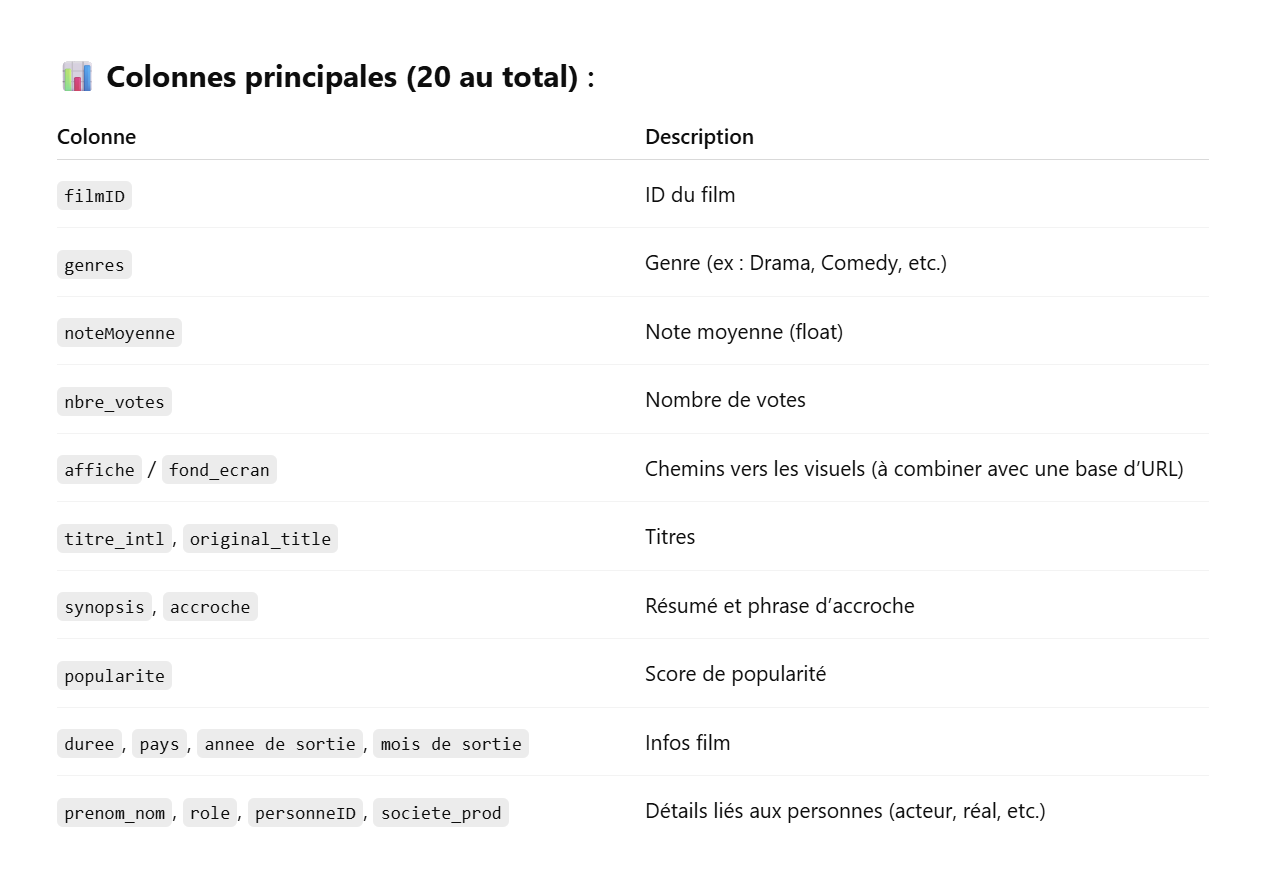 📊 Colonnes principales (20 au total) :
Colonne Description
filmID ID du film
genres Genre (ex : Drama, Comedy, etc.)
noteMoyenne Note moyenne (float)
nbre_votes Nombre de votes
affiche / fond_ecran Chemins vers les visuels (à combiner avec une base d’URL)
titre_intl, original_title Titres
synopsis, accroche Résumé et phrase d’accroche
popularite Score de popularité
duree, pays, annee de sortie, mois de sortie Infos film
prenom_nom, role, personneID, societe_prod Détails liés aux personnes (acteur, réal, etc.)